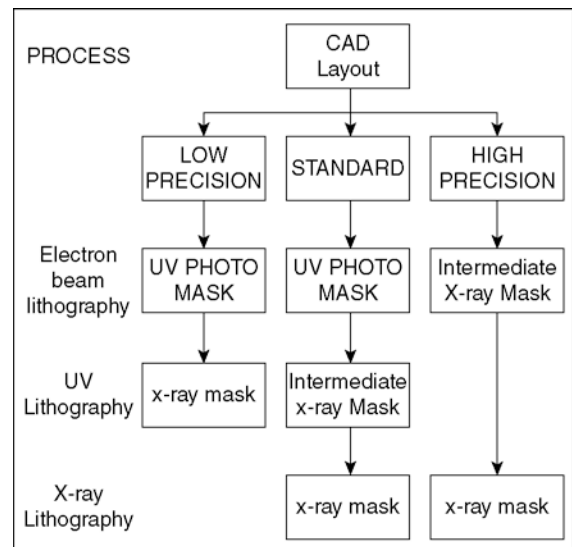 PROCESS
CAD
Layout
LOW
PRECISION
STANDARD
HIGH
PRECISION
Electron
beam
lithography
UV PHOTO
MASK
UV PHOTO
MASK
Intermediate
X-ray Mask
UV
Lithography
x-ray mask
Intermediate
x-ray Mask
X-ray
Lithography
x-ray mask
x-ray mask